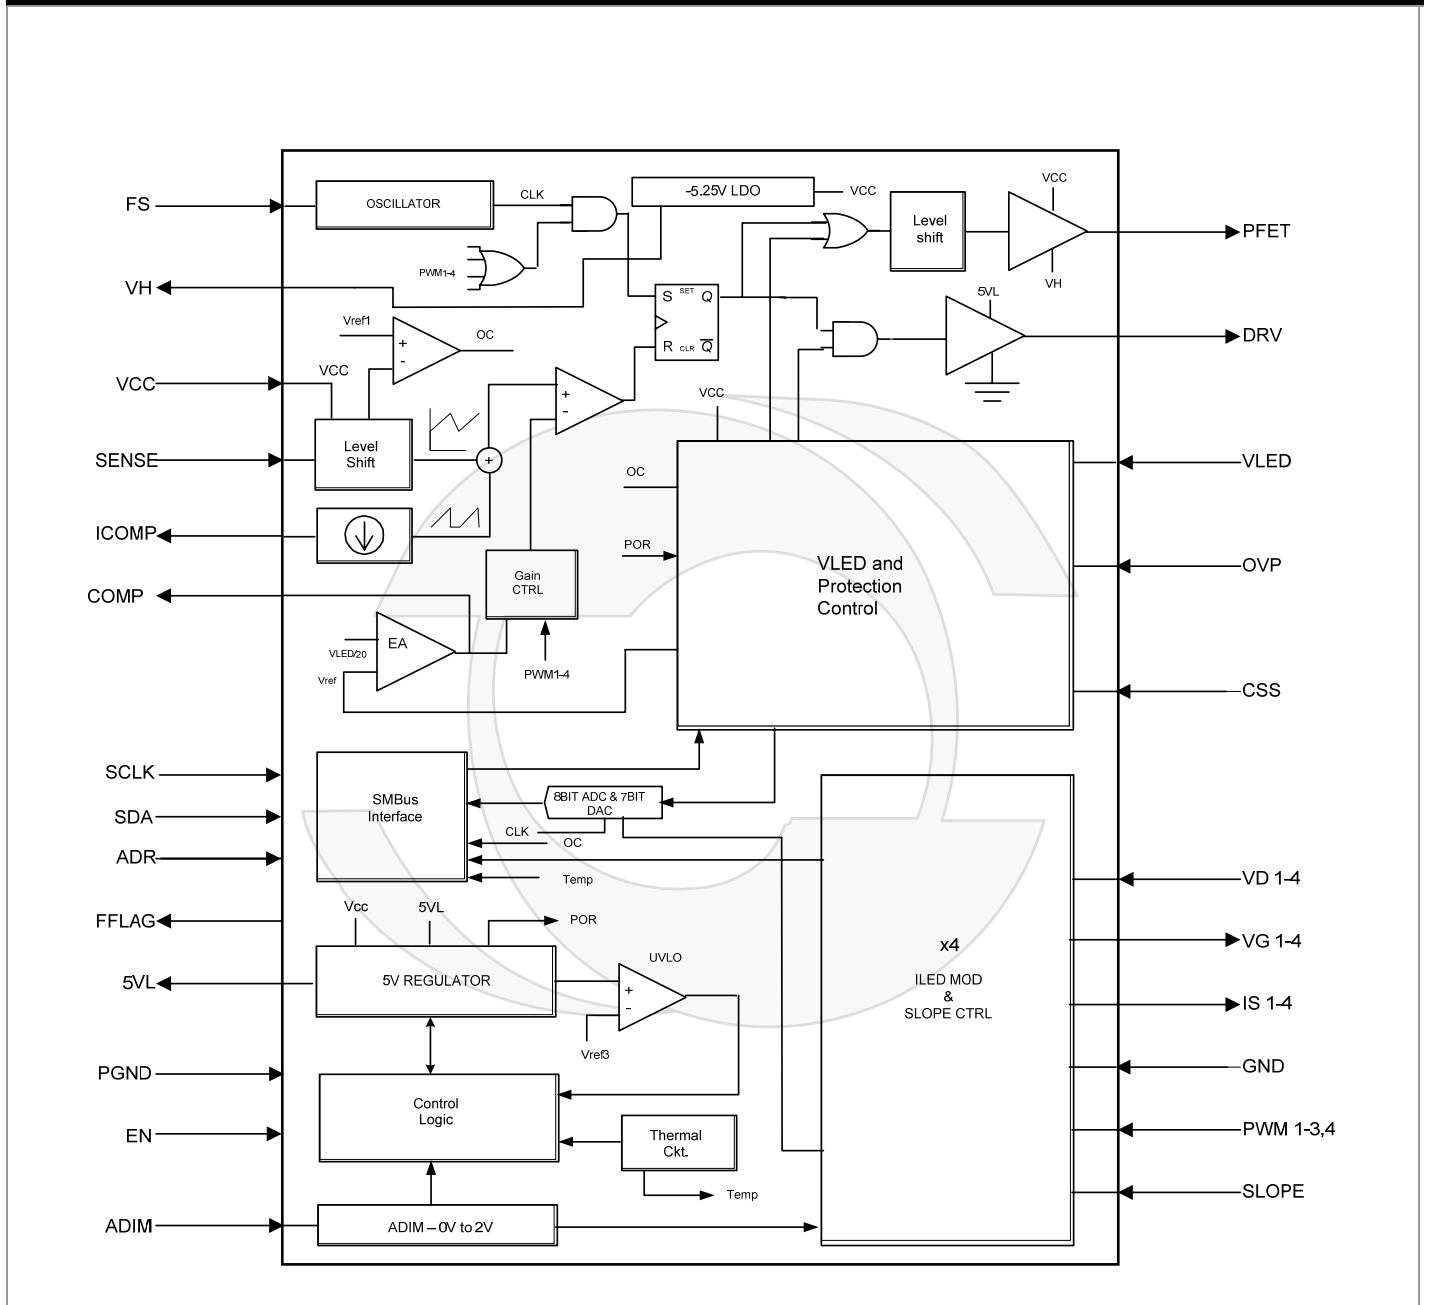 FS
OSCILLATOR
CLK
-5.25V LDO
VCC
VCC
Level
shift
PFET
PWM1-4
VH
VH
S SET Q
R CLR Q
5VL
DRV
Vref1
+
-
OC
VCC
VCC
+
-
VCC
SENSE
Level
Shift
+
VLED
OC
ICOMP
POR
VLED and
Protection
Control
OVP
Gain
CTRL
COMP
EA
VLED/20
Vref
PWM1-4
CSS
SCLK
SDA
ADR
SMBus
Interface
8BIT ADC & 7BIT
DAC
CLK
OC
Temp
VD 1-4
FFLAG
Vcc
5VL
POR
x4
VG 1-4
5VL
5V REGULATOR
UVLO
+
-
Vref3
ILED MOD
&
SLOPE CTRL
IS 1-4
PGND
GND
Control
Logic
EN
Thermal
Ckt.
PWM 1-3,4
Temp
SLOPE
ADIM
ADIM – 0V to 2V